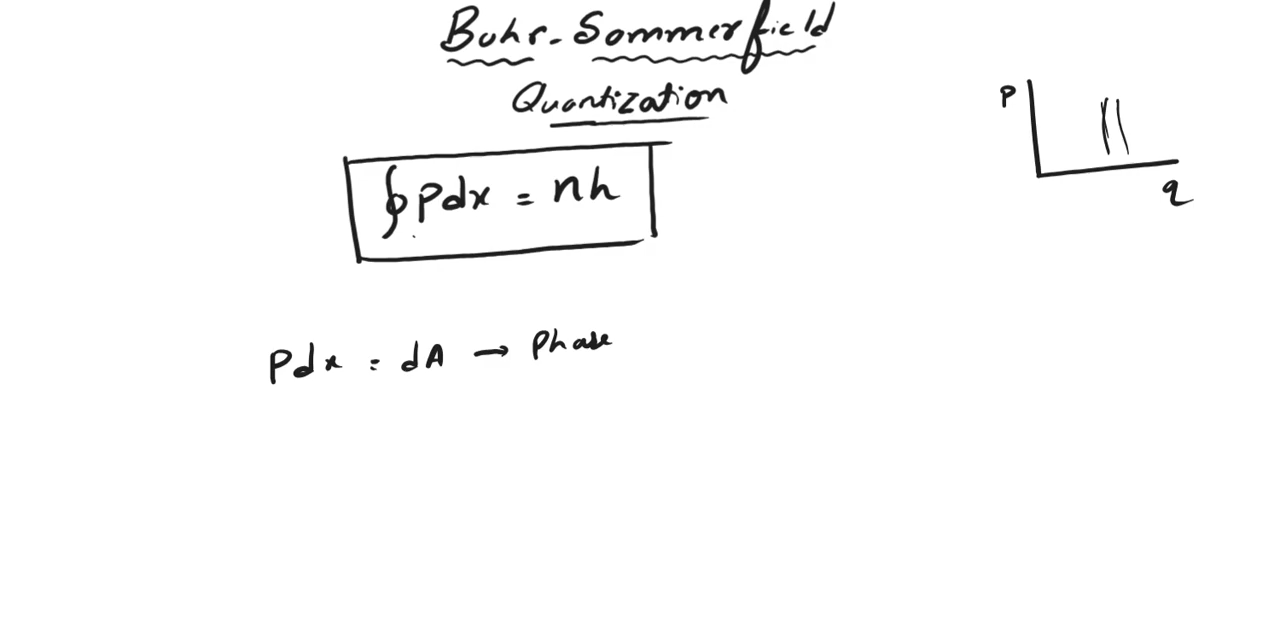 Bohr-Sommerfield
Quantization
∮ Pdx = nh
P
q
Pdx = dA → Phase